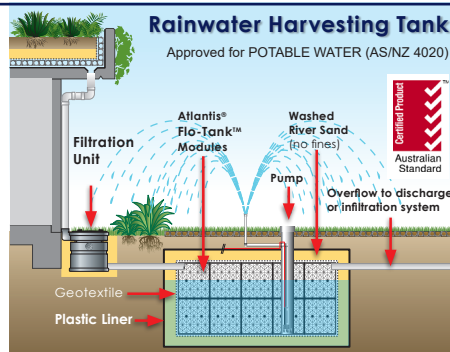 Rainwater Harvesting Tank
Approved for POTABLE WATER (AS/NZ 4020)
Certified Product
™
Australian
Standard
Atlantis®
Flo-Tank™
Modules
Washed
River Sand
(no fines)
Filtration
Unit
Pump
Overflow to discharge
or infiltration system
Geotextile
Plastic Liner